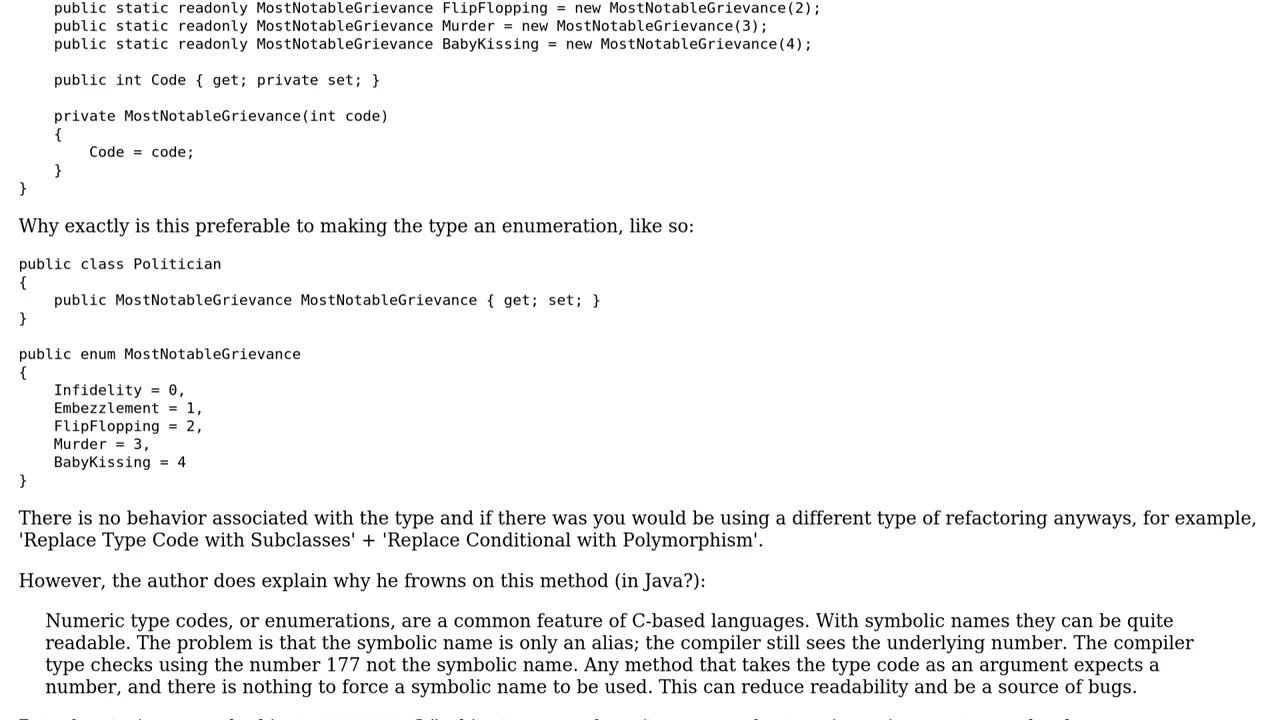 public static readonly MostNotableGrievance FlipFlopping = new MostNotableGrievance(2);
public static readonly MostNotableGrievance Murder = new MostNotableGrievance(3);
public static readonly MostNotableGrievance BabyKissing = new MostNotableGrievance(4);
public int Code { get; private set; }
private MostNotableGrievance(int code)
{
Code = code;
}
}
Why exactly is this preferable to making the type an enumeration, like so:
public class Politician
{
public MostNotableGrievance MostNotableGrievance { get; set; }
}
public enum MostNotableGrievance
{
Infidelity = 0,
Embezzlement = 1,
FlipFlopping = 2,
Murder = 3,
BabyKissing = 4
}
There is no behavior associated with the type and if there was you would be using a different type of refactoring anyways, for example,
'Replace Type Code with Subclasses' + 'Replace Conditional with Polymorphism'.
However, the author does explain why he frowns on this method (in Java?):
Numeric type codes, or enumerations, are a common feature of C-based languages. With symbolic names they can be quite
readable. The problem is that the symbolic name is only an alias; the compiler still sees the underlying number. The compiler
type checks using the number 177 not the symbolic name. Any method that takes the type code as an argument expects a
number, and there is nothing to force a symbolic name to be used. This can reduce readability and be a source of bugs.